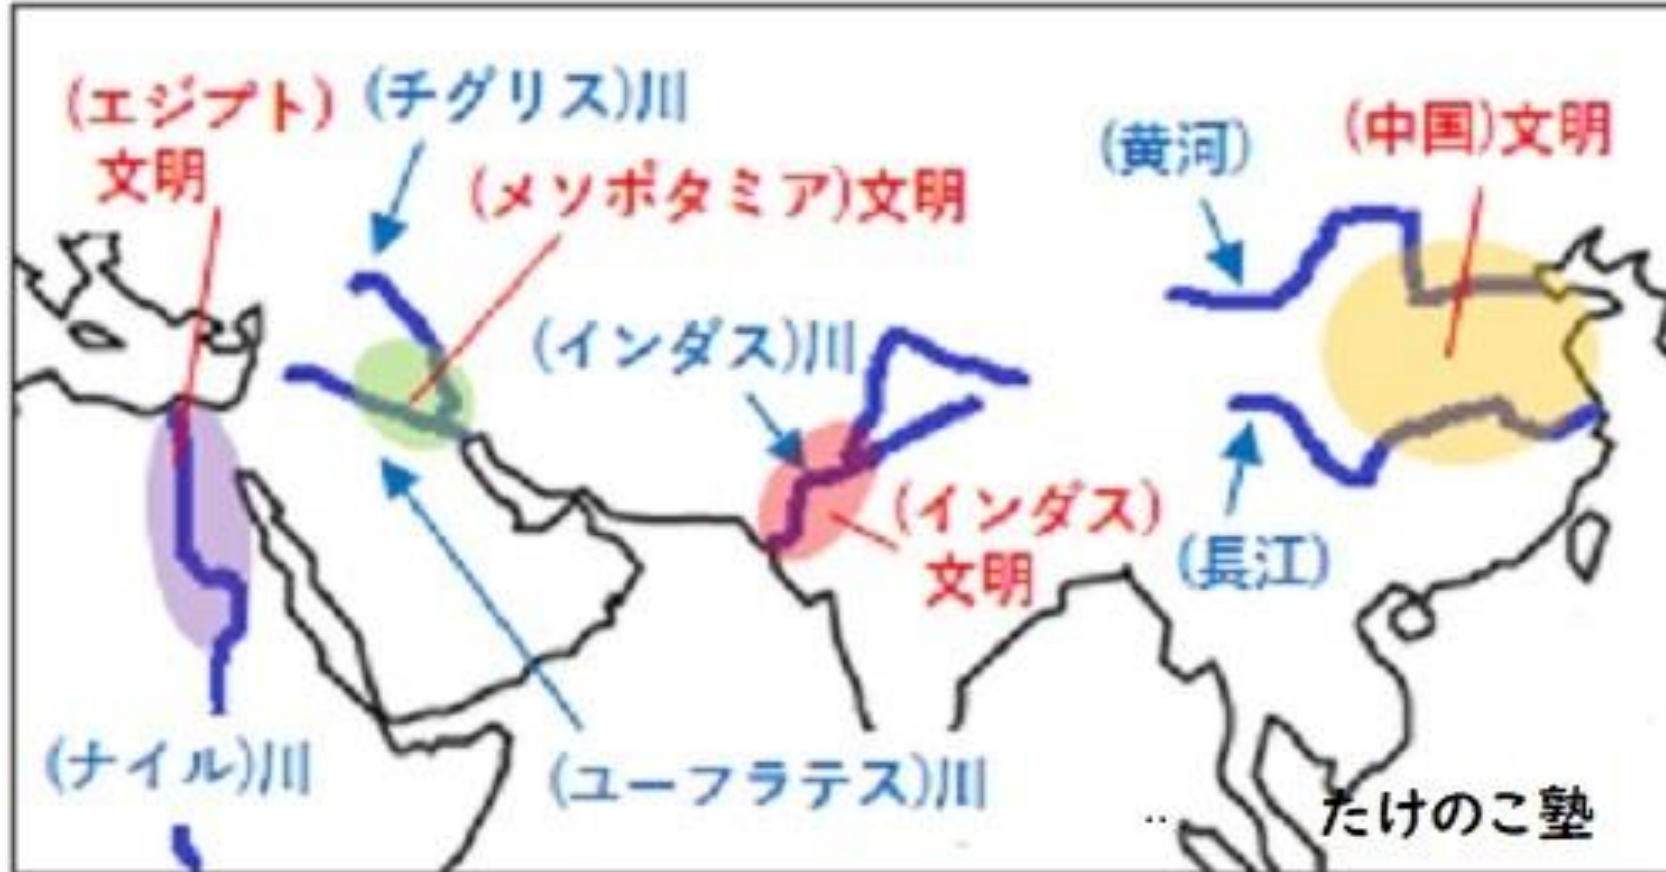 (エジプト)
文明
(チグリス)川
(メソポタミア)文明
(黄河)
(中国)文明
(インダス)川
(インダス)
文明
(長江)
(ナイル)川
(ユーフラテス)川
たけのこ塾